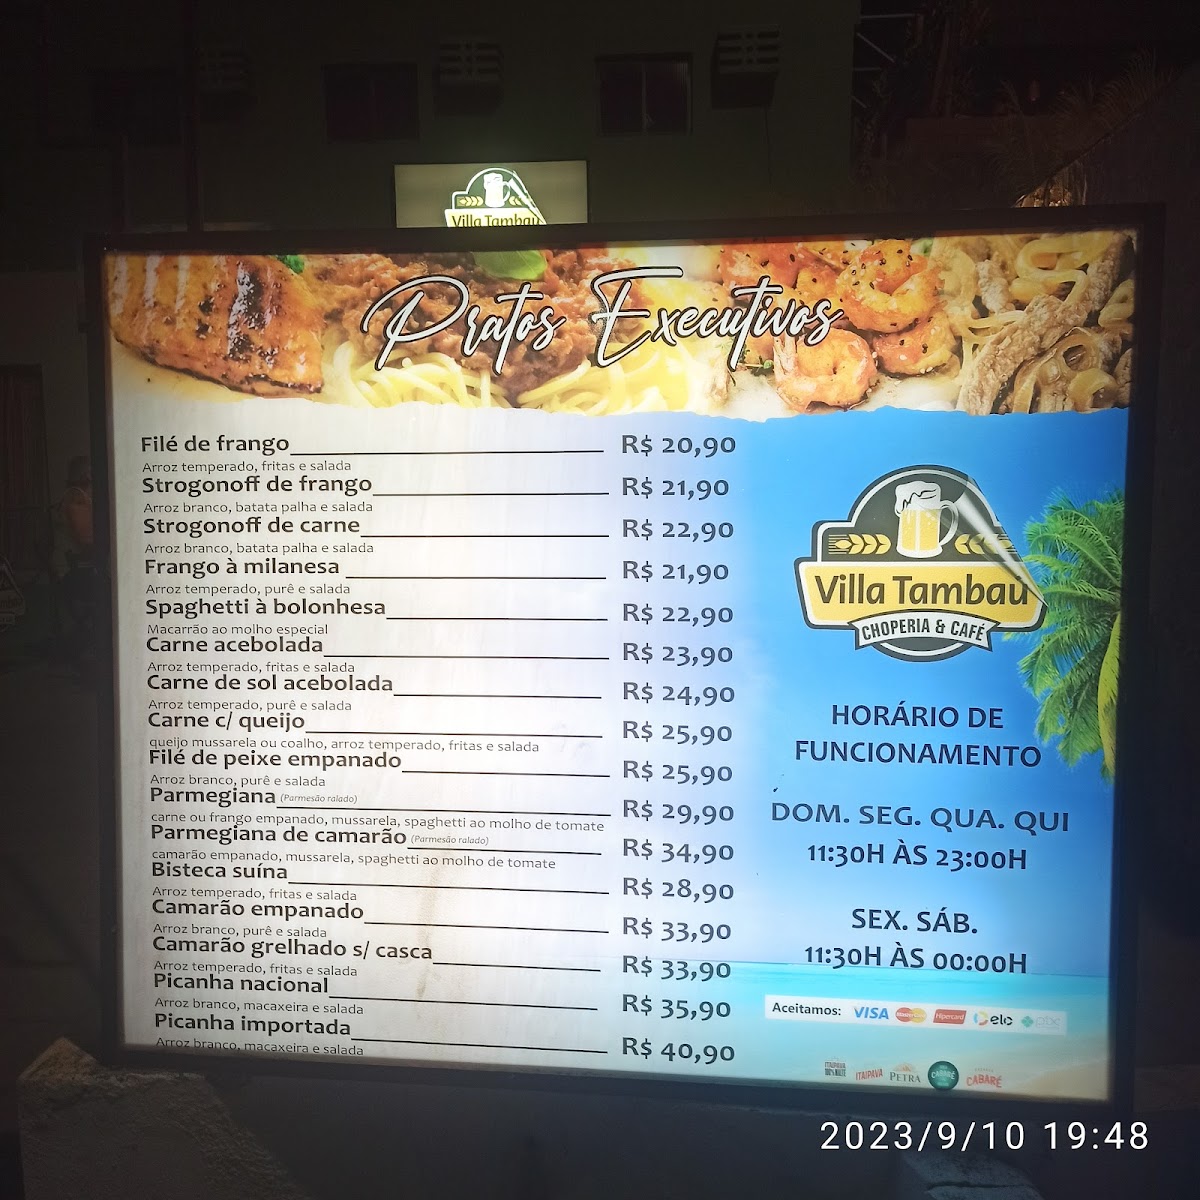 Villa Tambaú
Pratos Executivos
Filé de frango R$ 20,90
Arroz temperado, fritas e salada
Strogonoff de frango R$ 21,90
Arroz branco, batata palha e salada
Strogonoff de carne R$ 22,90
Arroz branco, batata palha e salada
Frango à milanesa R$ 21,90
Arroz temperado, purê e salada
Spaghetti à bolonhesa R$ 22,90
Macarrão ao molho especial
Carne acebolada R$ 23,90
Arroz temperado, fritas e salada
Carne de sol acebolada R$ 24,90
Arroz temperado, purê e salada
Carne c/ queijo R$ 25,90
queijo mussarela ou coalho, arroz temperado, fritas e salada
Filé de peixe empanado R$ 25,90
Arroz branco, purê e salada
Parmegiana (Parmesão ralado) R$ 29,90
carne ou frango empanado, mussarela, spaghetti ao molho de tomate
Parmegiana de camarão (Parmesão ralado) R$ 34,90
camarão empanado, mussarela, spaghetti ao molho de tomate
Bisteca suína R$ 28,90
Arroz temperado, fritas e salada
Camarão empanado R$ 33,90
Arroz branco, purê e salada
Camarão grelhado s/ casca R$ 33,90
Arroz temperado, fritas e salada
Picanha nacional R$ 35,90
Arroz branco, macaxeira e salada
Picanha importada R$ 40,90
Arroz branco, macaxeira e salada
Villa Tambaú
CHOPERIA & CAFÉ
HORÁRIO DE
FUNCIONAMENTO
DOM. SEG. QUA. QUI
11:30H ÀS 23:00H
SEX. SÁB.
11:30H ÀS 00:00H
Aceitamos: VISA MasterCard Hipercard elo pix
ITAIPAVA 100% MALTE ITAIPAVA PETRA CABARÉ CABARÉ
2023/9/10 19:48